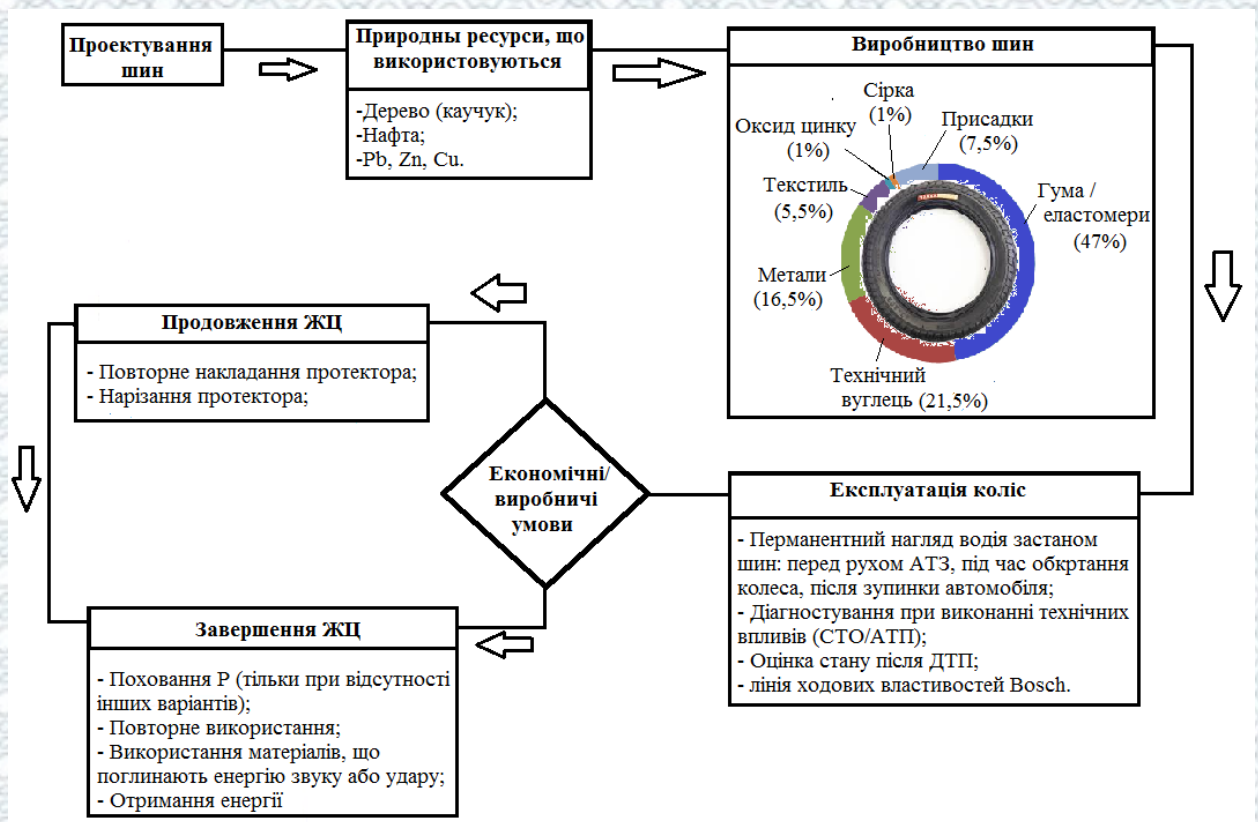 Проектування
шин
Природны ресурси, що
використовуються
-Дерево (каучук);
-Нафта;
-Pb, Zn, Cu.
Виробництво шин
Сірка
(1%)
Оксид цинку
(1%)
Присадки
(7,5%)
Текстиль
(5,5%)
Гума /
еластомери
(47%)
Метали
(16,5%)
Технічний
вуглець (21,5%)
Продовження ЖЦ
- Повторне накладання протектора;
- Нарізання протектора;
Економічні/
виробничі
умови
Експлуатація коліс
- Перманентний нагляд водія застаном
шин: перед рухом АТЗ, під час обкртання
колеса, після зупинки автомобіля;
- Діагностування при виконанні технічних
впливів (СТО/АТП);
- Оцінка стану після ДТП;
- лінія ходових властивостей Bosch.
Завершення ЖЦ
- Поховання Р (тільки при відсутності
інших варіантів);
- Повторне використання;
- Використання матеріалів, що
поглинають енергію звуку або удару;
- Отримання енергії